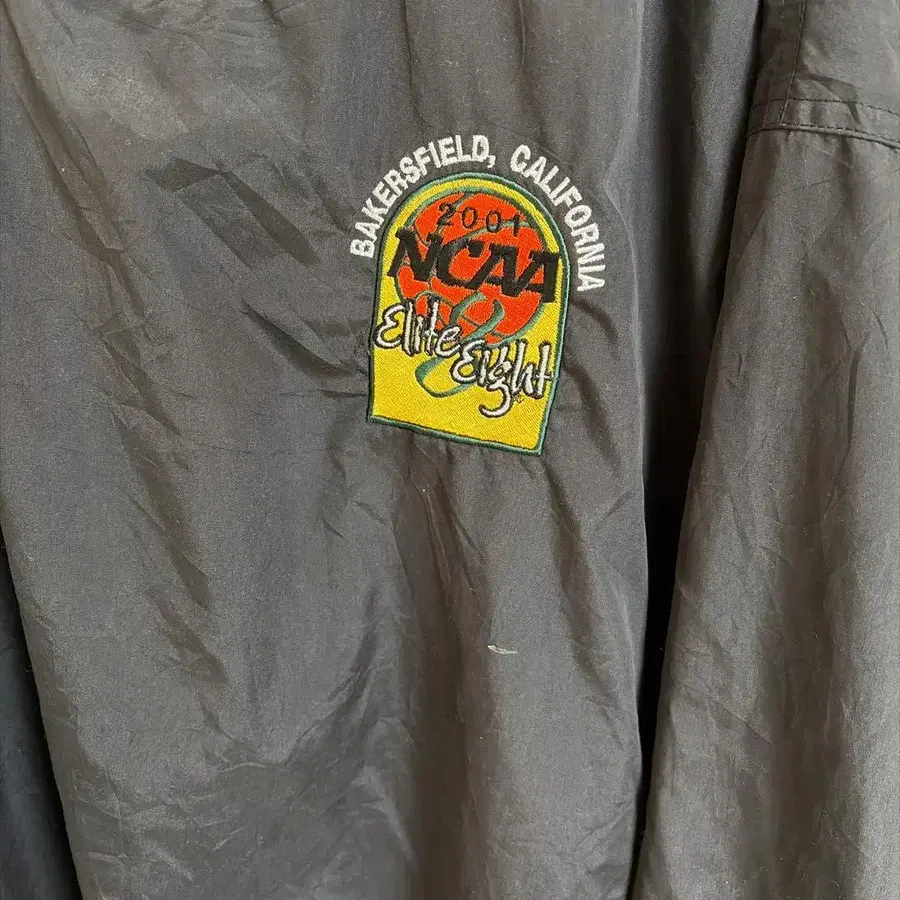 BAKERSFIELD, CALIFORNIA
2001
NCAA
Elite
Eight